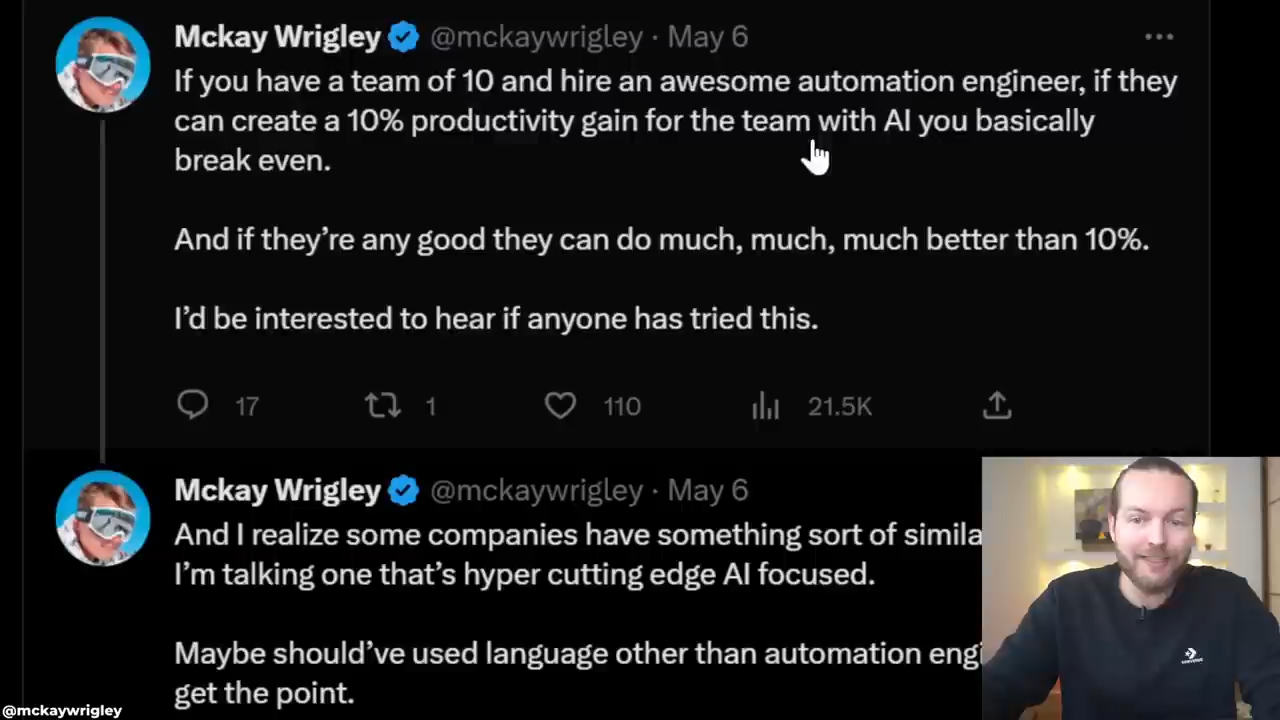 Mckay Wrigley @mckaywrigley · May 6
If you have a team of 10 and hire an awesome automation engineer, if they
can create a 10% productivity gain for the team with AI you basically
break even.
And if they’re any good they can do much, much, much better than 10%.
I’d be interested to hear if anyone has tried this.
17 1 110 21.5K
Mckay Wrigley @mckaywrigley · May 6
And I realize some companies have something sort of simila
I’m talking one that’s hyper cutting edge AI focused.
Maybe should’ve used language other than automation engi
get the point.
CONVERSE
@mckaywrigley